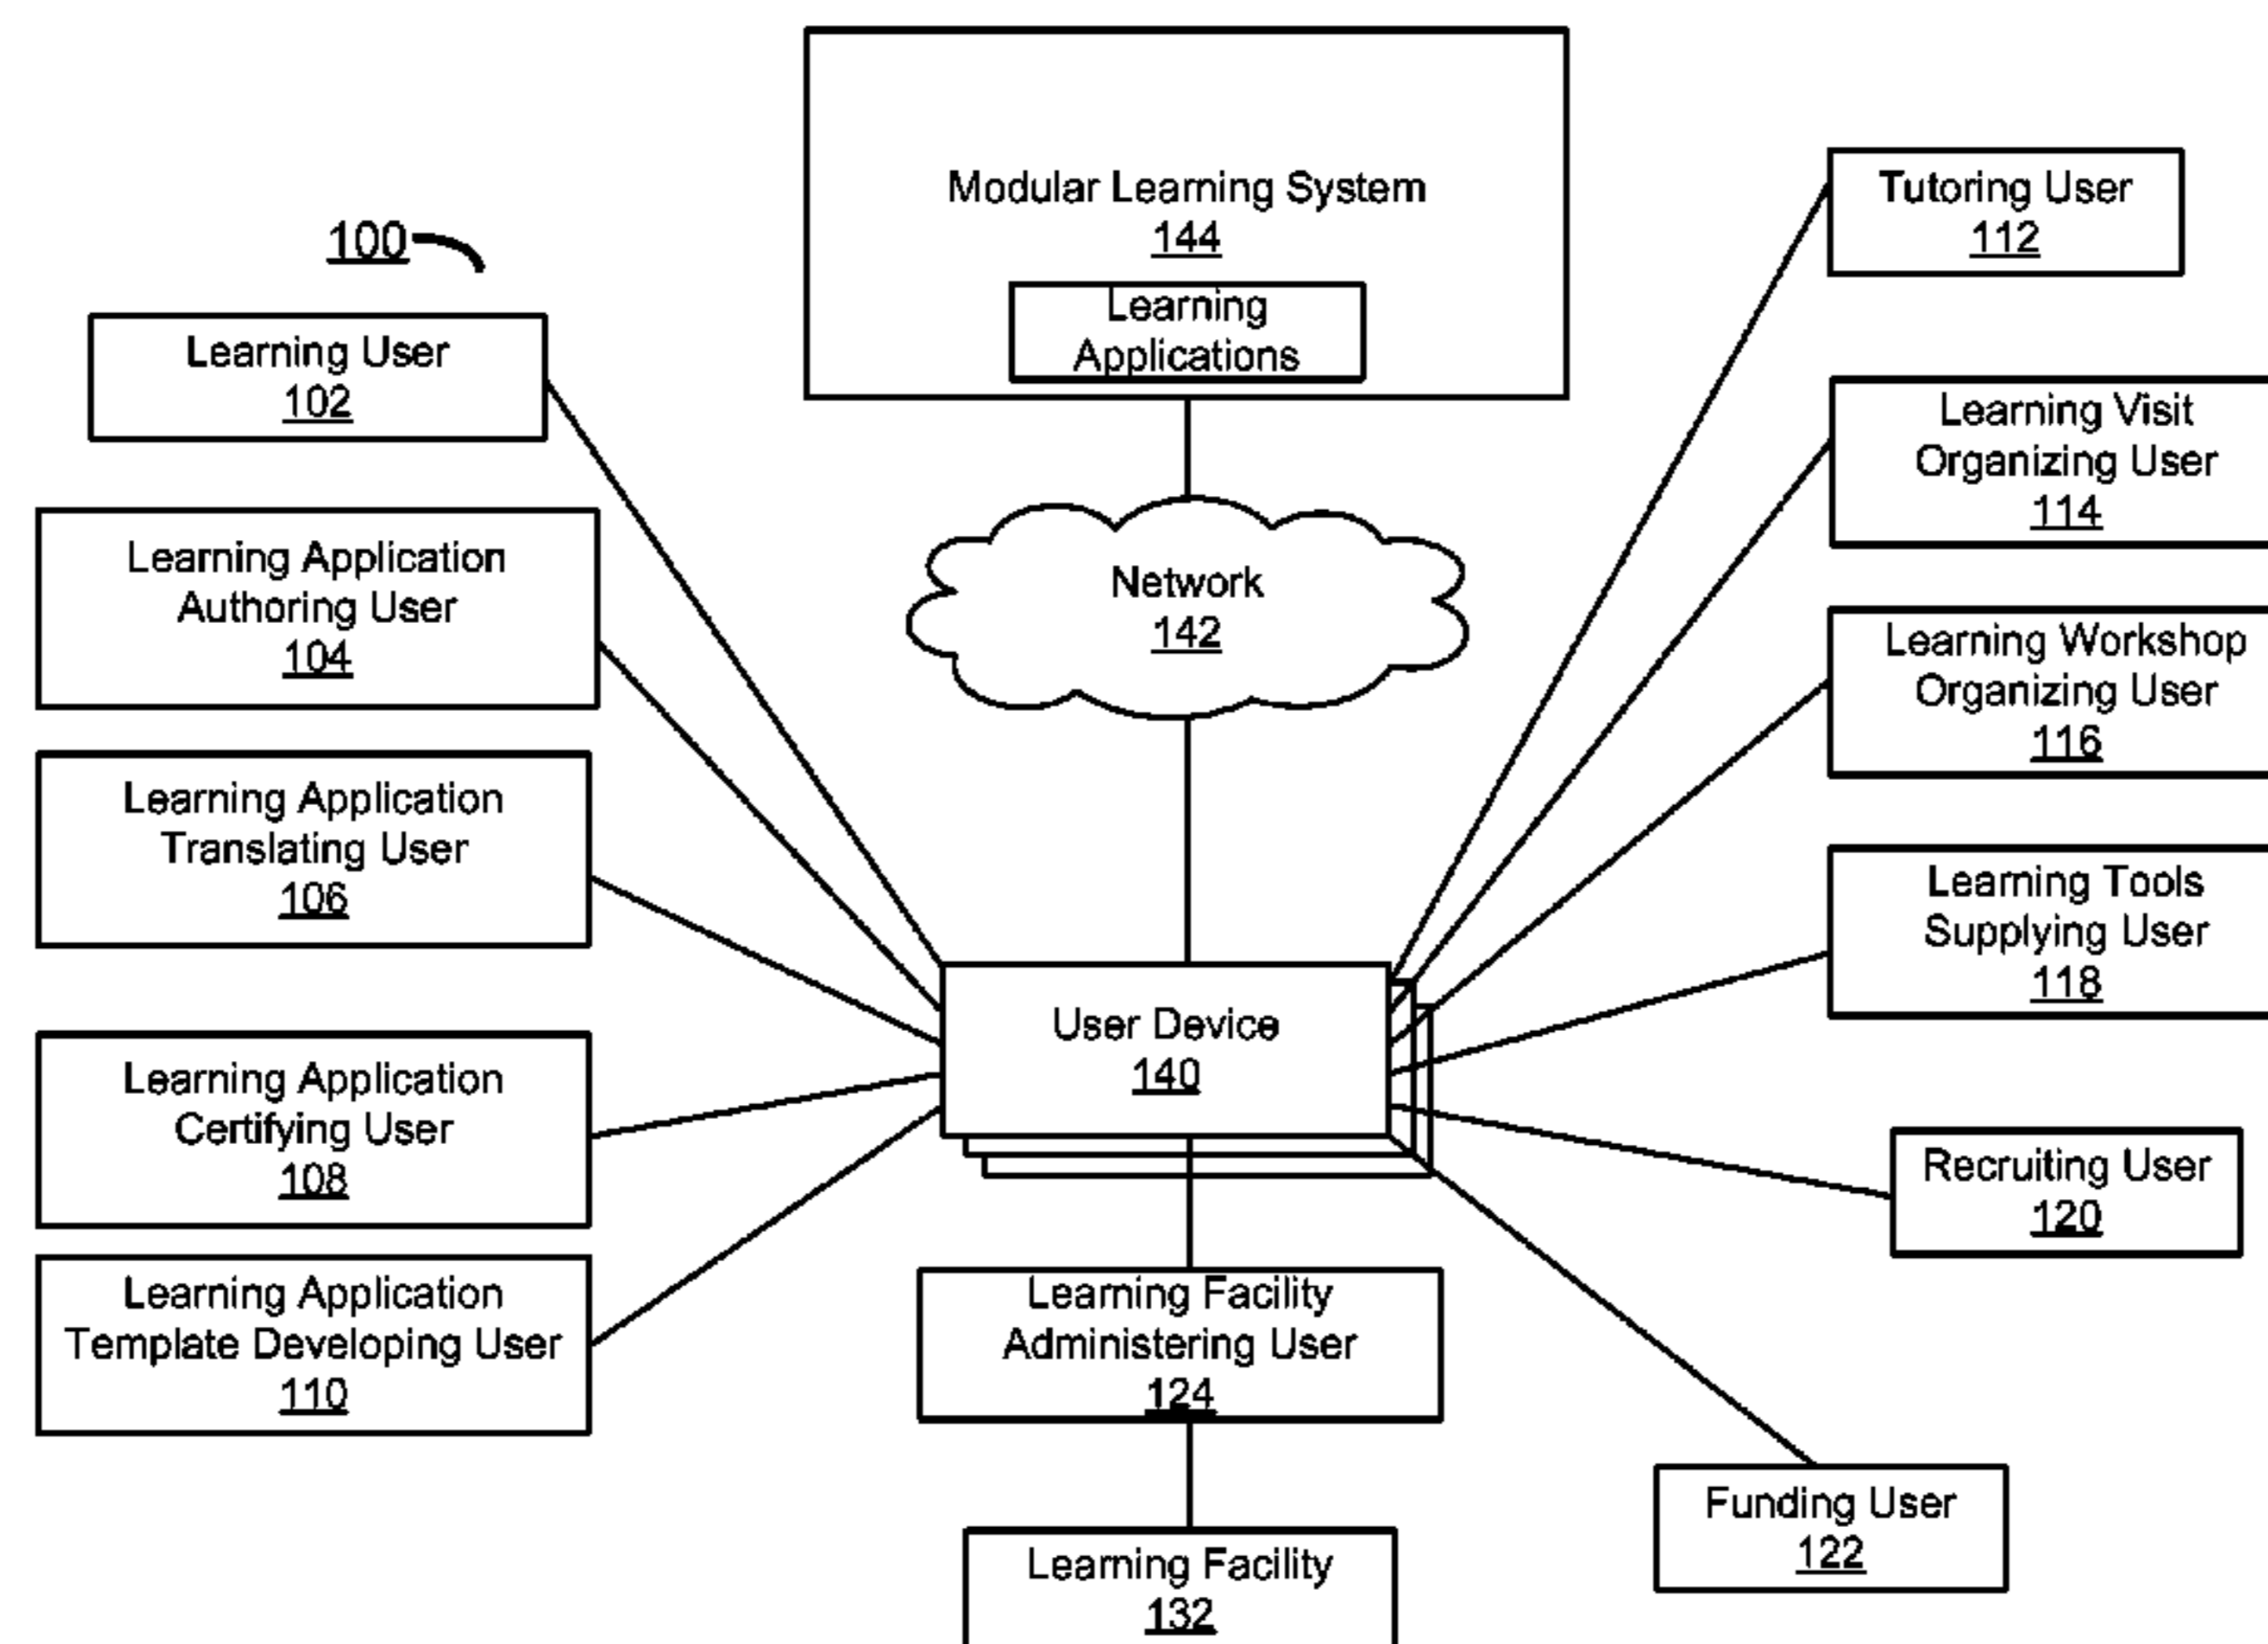 100
Modular Learning System
144
Learning
Applications
Learning User
102
Learning Application
Authoring User
104
Learning Application
Translating User
106
Learning Application
Certifying User
108
Learning Application
Template Developing User
110
Network
142
User Device
140
Learning Facility
Administering User
124
Learning Facility
132
Tutoring User
112
Learning Visit
Organizing User
114
Learning Workshop
Organizing User
116
Learning Tools
Supplying User
118
Recruiting User
120
Funding User
122